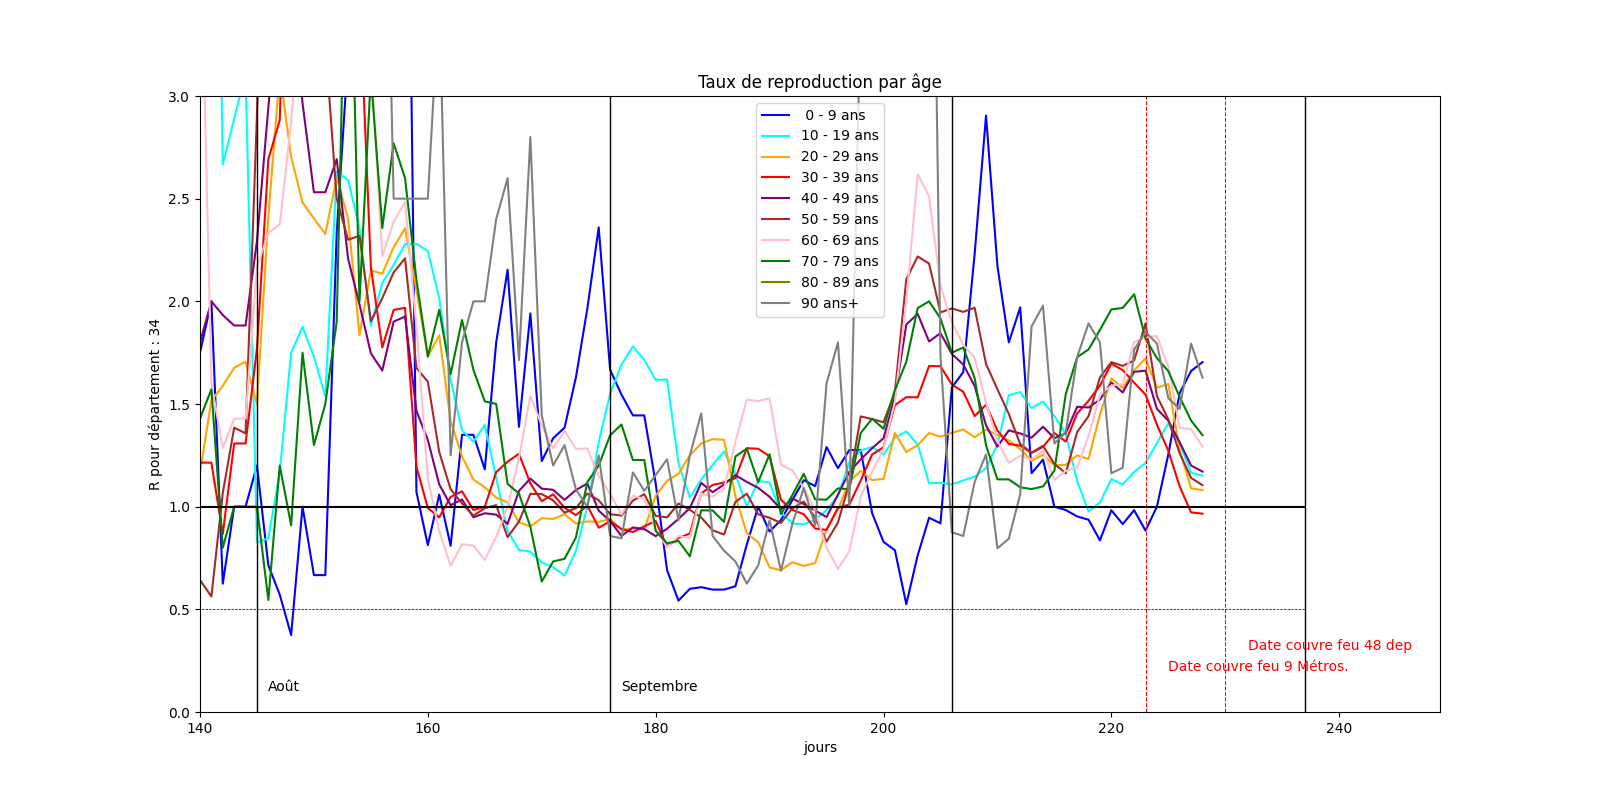 Taux de reproduction par âge
3.0
2.5
2.0
1.5
1.0
0.5
0.0
R pour département : 34
0 - 9 ans
10 - 19 ans
20 - 29 ans
30 - 39 ans
40 - 49 ans
50 - 59 ans
60 - 69 ans
70 - 79 ans
80 - 89 ans
90 ans+
Date couvre feu 48 dep
Date couvre feu 9 Métros.
Août
Septembre
140
160
180
200
220
240
jours